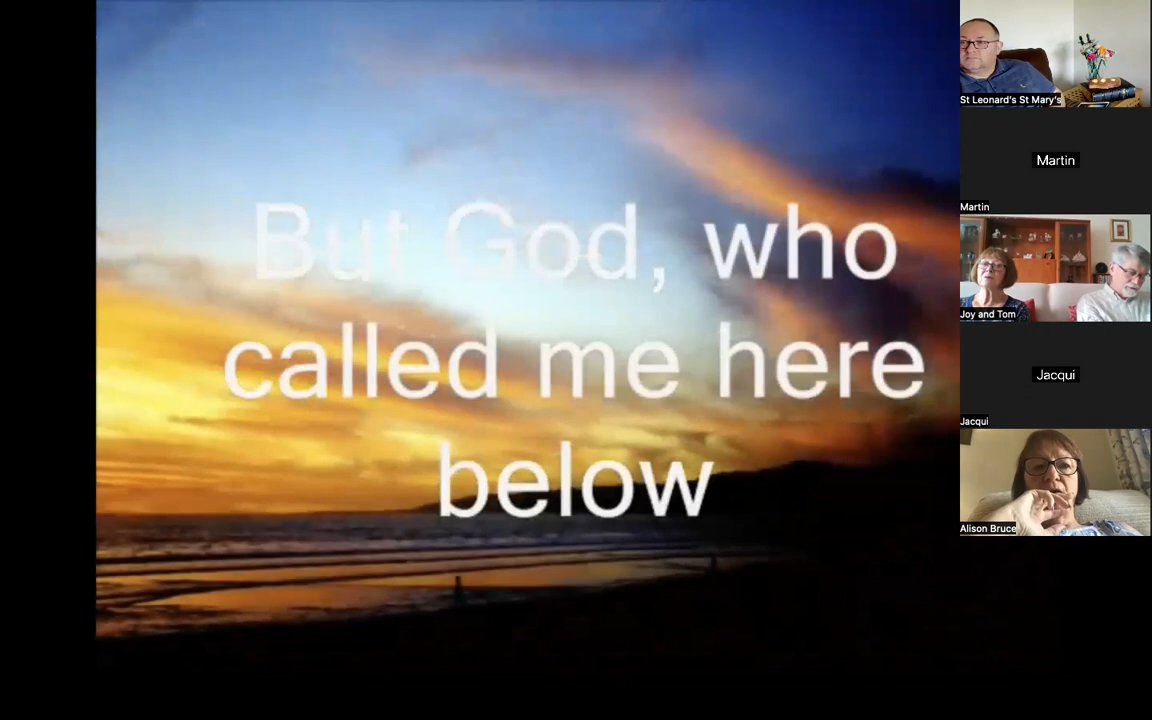 But God, who
called me here
below
St Leonard's St Mary's
Martin
Martin
Joy and Tom
Jacqui
Jacqui
Alison Bruce